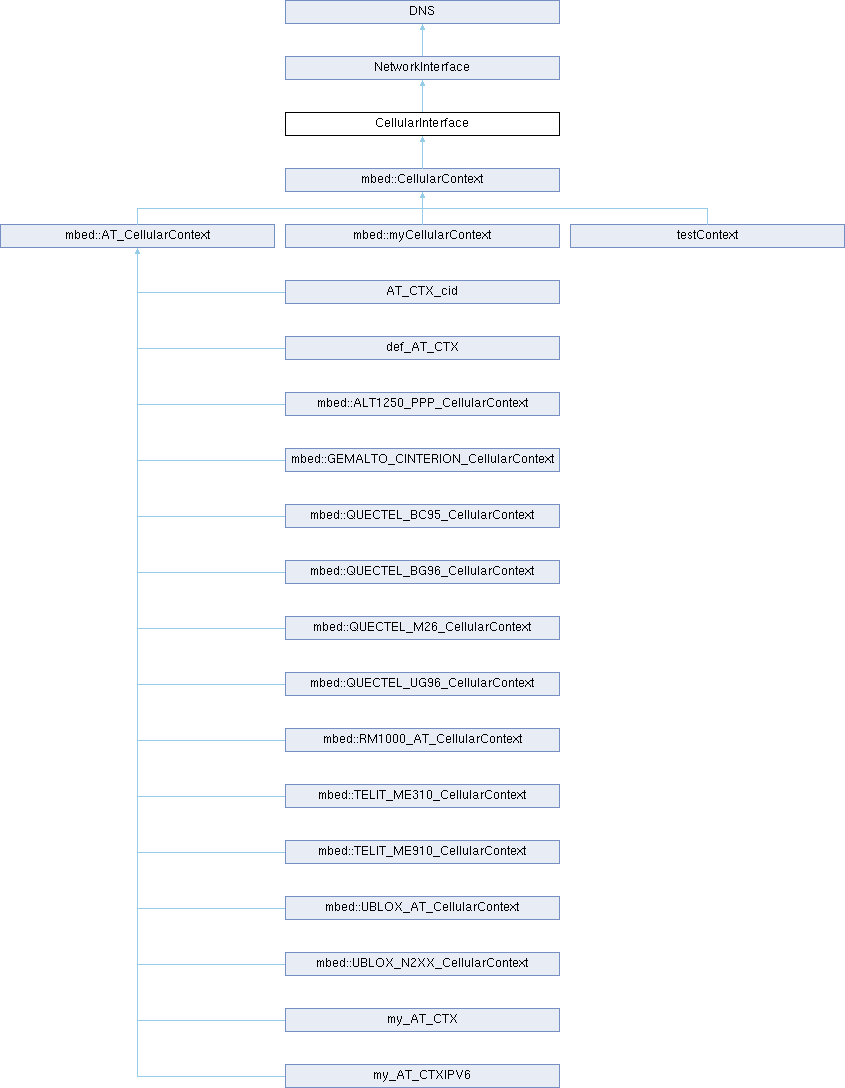 DNS
NetworkInterface
CellularInterface
mbed::CellularContext
mbed::AT_CellularContext
mbed::myCellularContext
testContext
AT_CTX_cid
def_AT_CTX
mbed::ALT1250_PPP_CellularContext
mbed::GEMALTO_CINTERION_CellularContext
mbed::QUECTEL_BC95_CellularContext
mbed::QUECTEL_BG96_CellularContext
mbed::QUECTEL_M26_CellularContext
mbed::QUECTEL_UG96_CellularContext
mbed::RM1000_AT_CellularContext
mbed::TELIT_ME310_CellularContext
mbed::TELIT_ME910_CellularContext
mbed::UBLOX_AT_CellularContext
mbed::UBLOX_N2XX_CellularContext
my_AT_CTX
my_AT_CTXIPV6